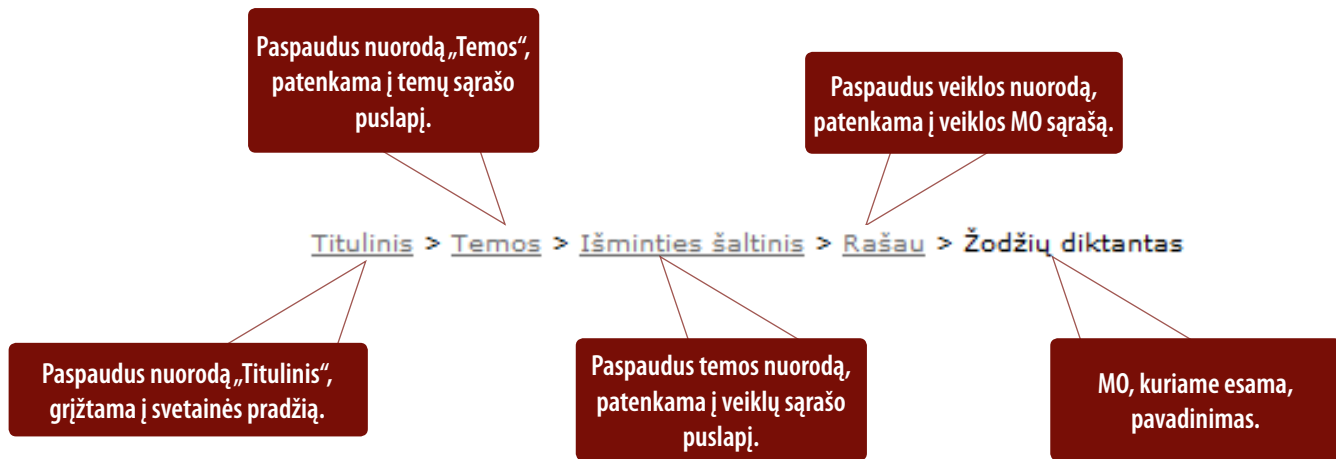 Paspaudus nuorodą „Temos“,
patenkama į temų sąrašo
puslapį.
Paspaudus veiklos nuorodą,
patenkama į veiklos MO sąrašą.
Titulinis > Temos > Išminties šaltinis > Rašau > Žodžių diktantas
Paspaudus nuorodą „Titulinis“,
grįžtama į svetainės pradžią.
Paspaudus temos nuorodą,
patenkama į veiklų sąrašo
puslapį.
MO, kuriame esama,
pavadinimas.